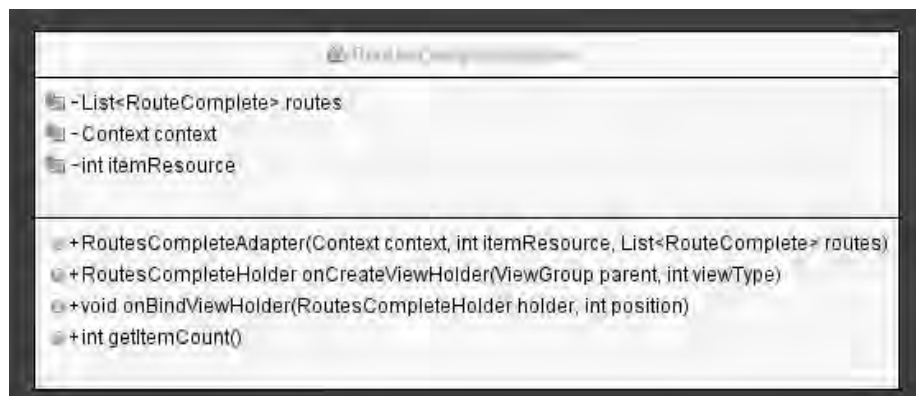 -List<RouteComplete> routes
-Context context
-int itemResource
+RoutesCompleteAdapter(Context context, int itemResource, List<RouteComplete> routes)
+RoutesCompleteHolder onCreateViewHolder(ViewGroup parent, int viewType)
+void onBindViewHolder(RoutesCompleteHolder holder, int position)
+int getItemCount()